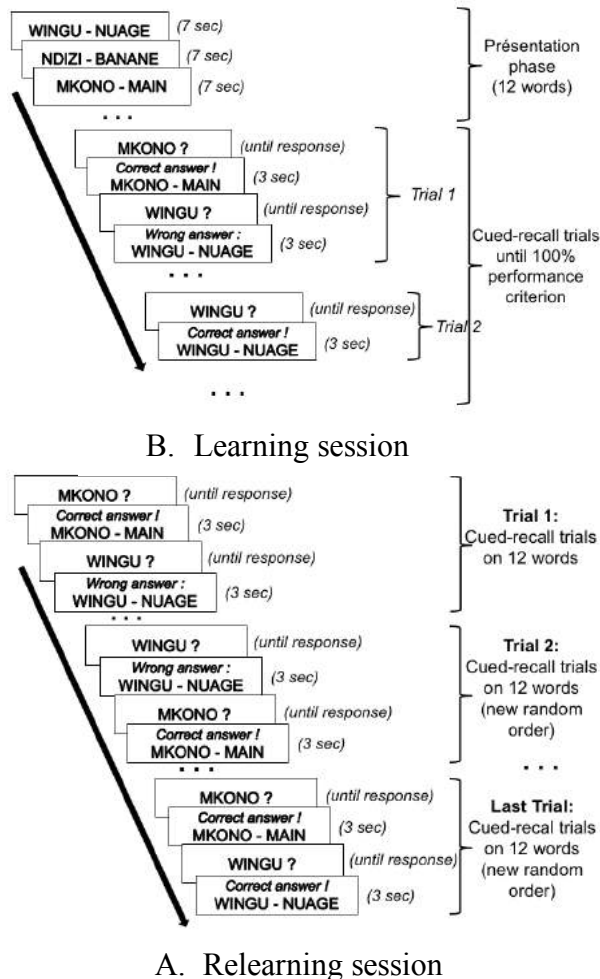 WINGU - NUAGE (7 sec)
NDIZI - BANANE (7 sec)
MKONO - MAIN (7 sec)
. . .
Présentation
phase
(12 words)
MKONO ? (until response)
Correct answer !
MKONO - MAIN (3 sec)
WINGU ? (until response)
Wrong answer :
WINGU - NUAGE (3 sec)
. . .
Trial 1
WINGU ? (until response)
Correct answer !
WINGU - NUAGE (3 sec)
Trial 2
. . .
Cued-recall trials
until 100%
performance
criterion
B. Learning session
MKONO ? (until response)
Correct answer !
MKONO - MAIN (3 sec)
WINGU ? (until response)
Wrong answer :
WINGU - NUAGE (3 sec)
. . .
Trial 1:
Cued-recall trials
on 12 words
WINGU ? (until response)
Wrong answer :
WINGU - NUAGE (3 sec)
MKONO ? (until response)
Correct answer !
MKONO - MAIN (3 sec)
. . .
Trial 2:
Cued-recall trials
on 12 words
(new random
order)
. . .
MKONO ? (until response)
Correct answer !
MKONO - MAIN (3 sec)
WINGU ? (until response)
Correct answer !
WINGU - NUAGE (3 sec)
Last Trial:
Cued-recal trials
on 12 words
(new random
order)
A. Relearning session